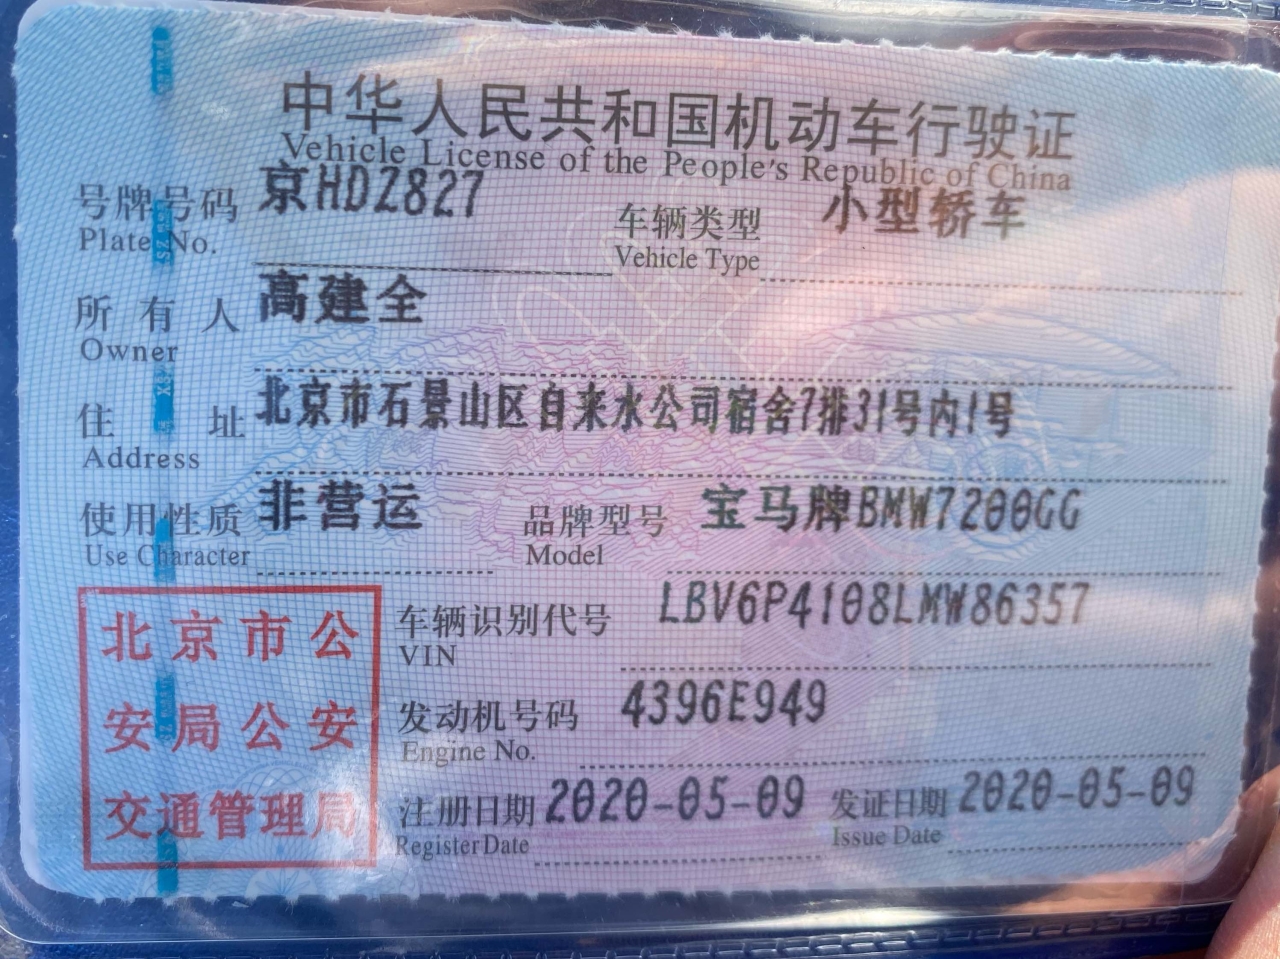 中华人民共和国机动车行驶证
Vehicle License of the People's Republic of China
号牌号码 京HDZ827 车辆类型 小型轿车
Plate No. Vehicle Type
所有人 高建全
Owner
住址 北京市石景山区自来水公司宿舍7排31号内1号
Address
使用性质 非营运 品牌型号 宝马牌BMW7200GG
Use Character Model
北京市公
安局公安
交通管理局
车辆识别代号 LBV6P4108LMW86357
VIN
发动机号码 4396E949
Engine No.
注册日期 2020-05-09 发证日期 2020-05-09
Register Date Issue Date